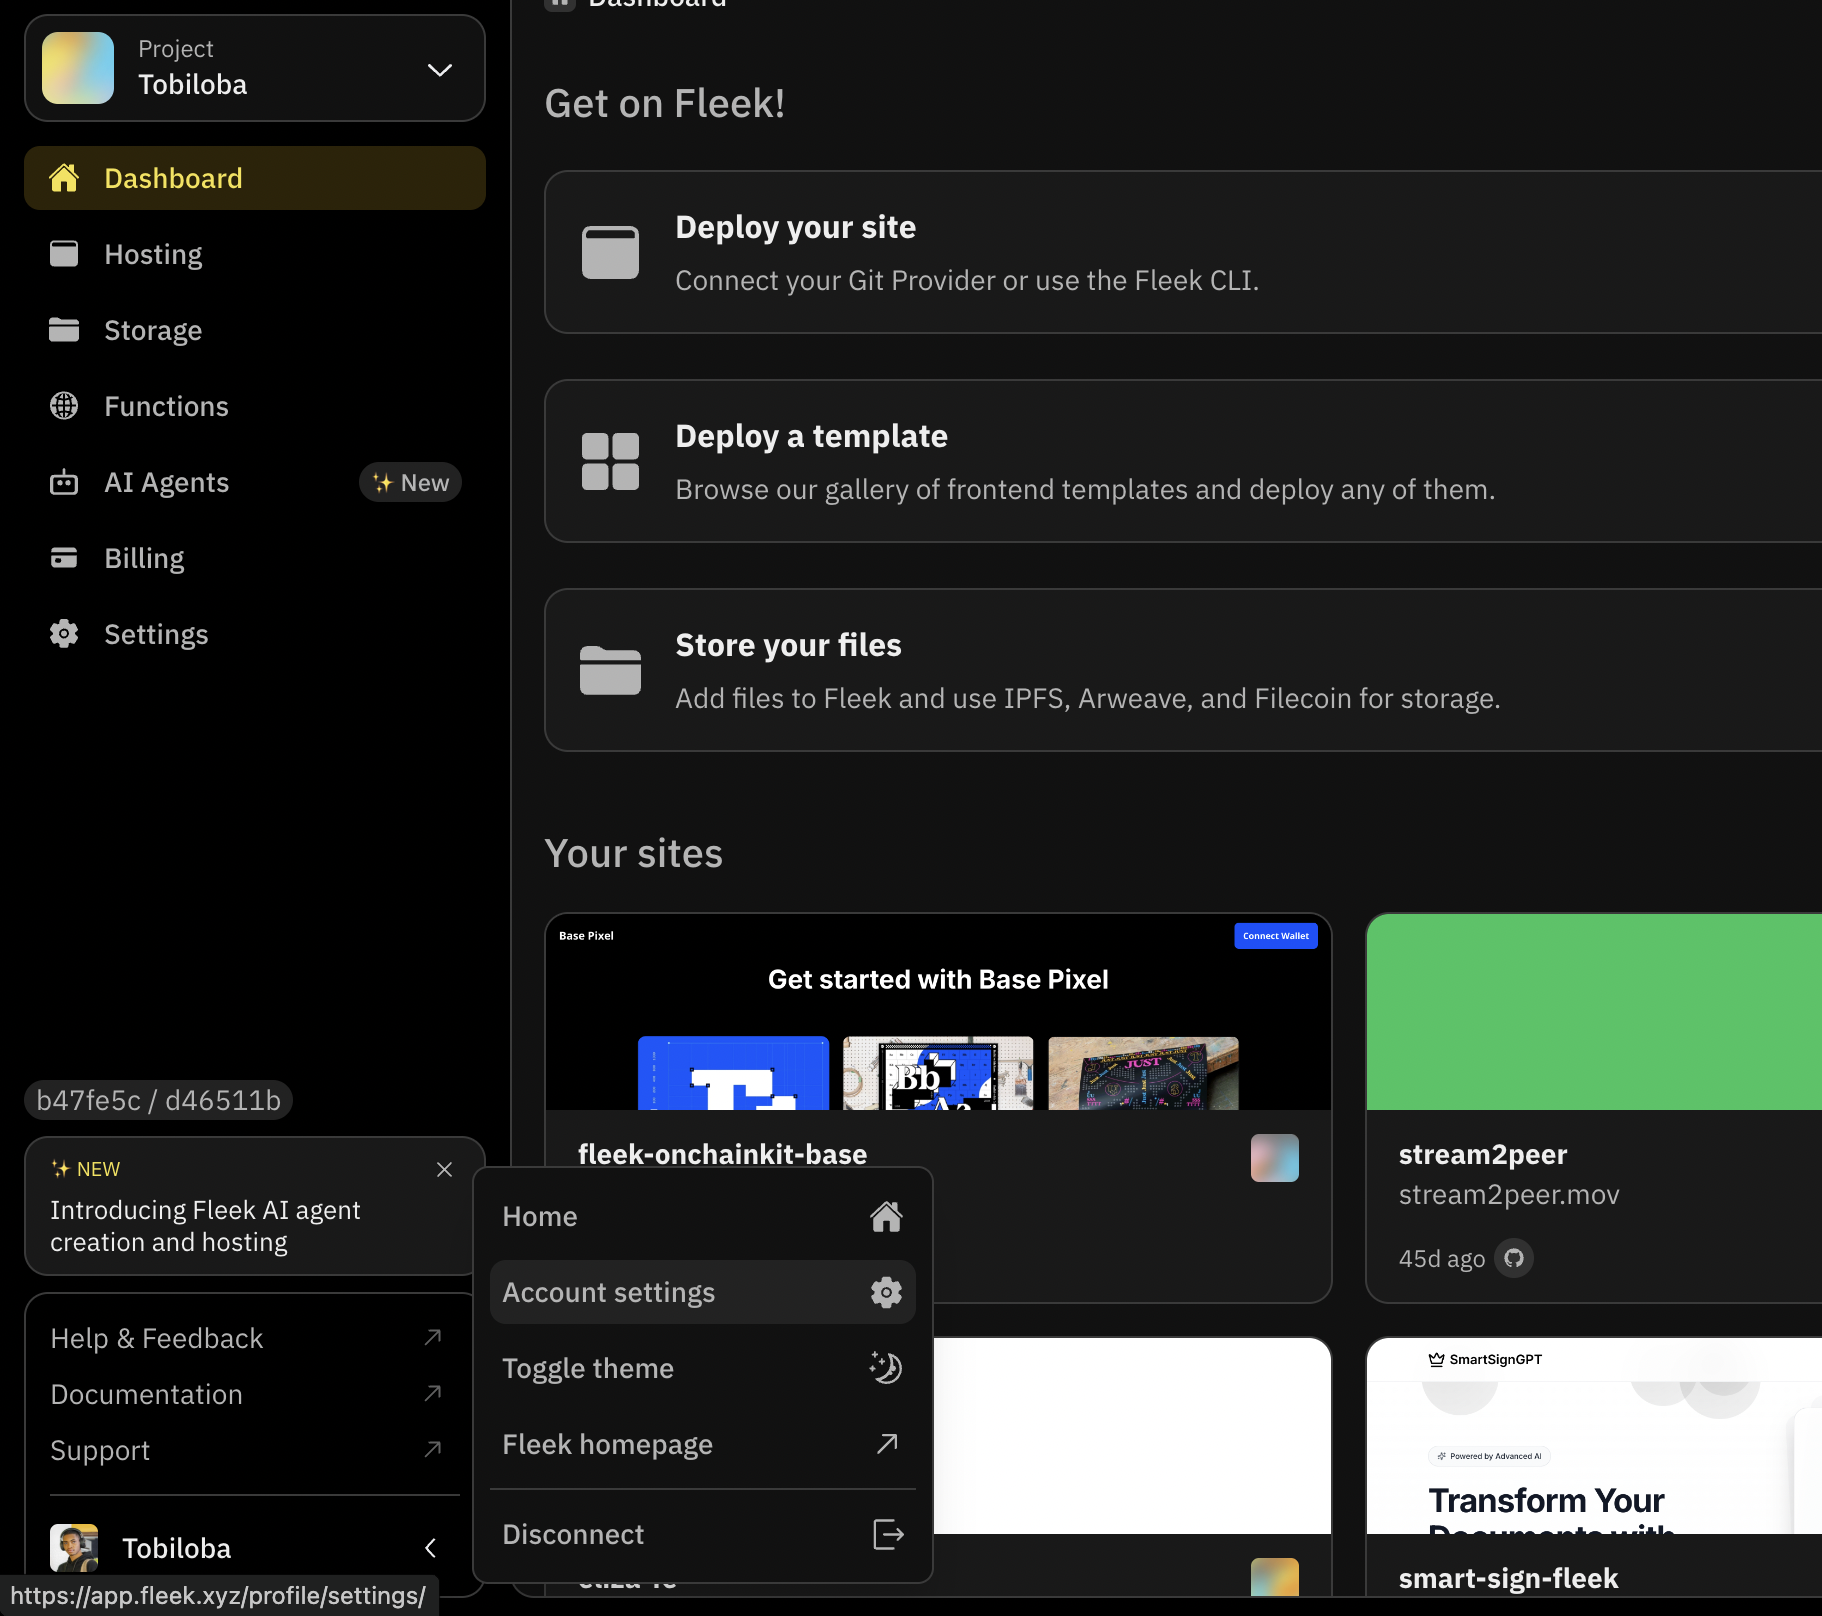 Dashboard
Project
Tobiloba
Dashboard
Hosting
Storage
Functions
AI Agents
✨ New
Billing
Settings
b47fe5c / d46511b
✨ NEW
Introducing Fleek AI agent
creation and hosting
Help & Feedback
Documentation
Support
Tobiloba
https://app.fleek.xyz/profile/settings/
Home
Account settings
Toggle theme
Fleek homepage
Disconnect
Get on Fleek!
Deploy your site
Connect your Git Provider or use the Fleek CLI.
Deploy a template
Browse our gallery of frontend templates and deploy any of them.
Store your files
Add files to Fleek and use IPFS, Arweave, and Filecoin for storage.
Your sites
Base Pixel
Connect Wallet
Get started with Base Pixel
Bb
JUST
fleek-onchainkit-base
stream2peer
stream2peer.mov
45d ago
SmartSignGPT
Powered by Advanced AI
Transform Your
Documents with
smart-sign-fleek